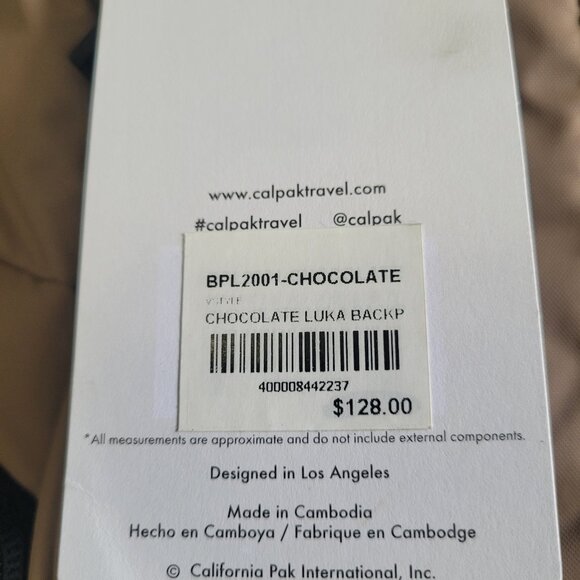 www.calpaktravel.com
#calpaktravel @calpak
BPL2001-CHOCOLATE
CHOCOLATE LUKA BACKP
400008442237
$128.00
*All measurements are approximate and do not include external components.
Designed in Los Angeles
Made in Cambodia
Hecho en Camboya / Fabrique en Cambodge
© California Pak International, Inc.